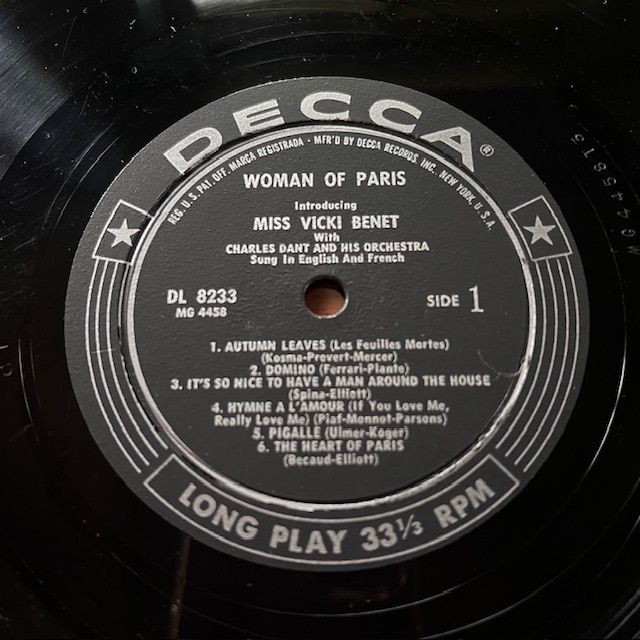 DECCA®
REG. U.S. PAT. OFF. MARCA REGISTRADA • MFR'D BY DECCA RECORDS, INC., NEW YORK, U.S.A.
WOMAN OF PARIS
Introducing
MISS VICKI BENET
With
CHARLES DANT AND HIS ORCHESTRA
Sung In English And French
DL 8233
MG 4458
SIDE 1
1. AUTUMN LEAVES (Les Feuilles Mortes)
(Kosma-Prevert-Mercer)
2. DOMINO (Ferrari-Plante)
3. IT'S SO NICE TO HAVE A MAN AROUND THE HOUSE
(Spina-Elliott)
4. HYMNE A L'AMOUR (If You Love Me,
Really Love Me) (Piaf-Monnot-Parsons)
5. PIGALLE (Ulmer-Koger)
6. THE HEART OF PARIS
(Becaud-Elliott)
LONG PLAY 33⅓ RPM